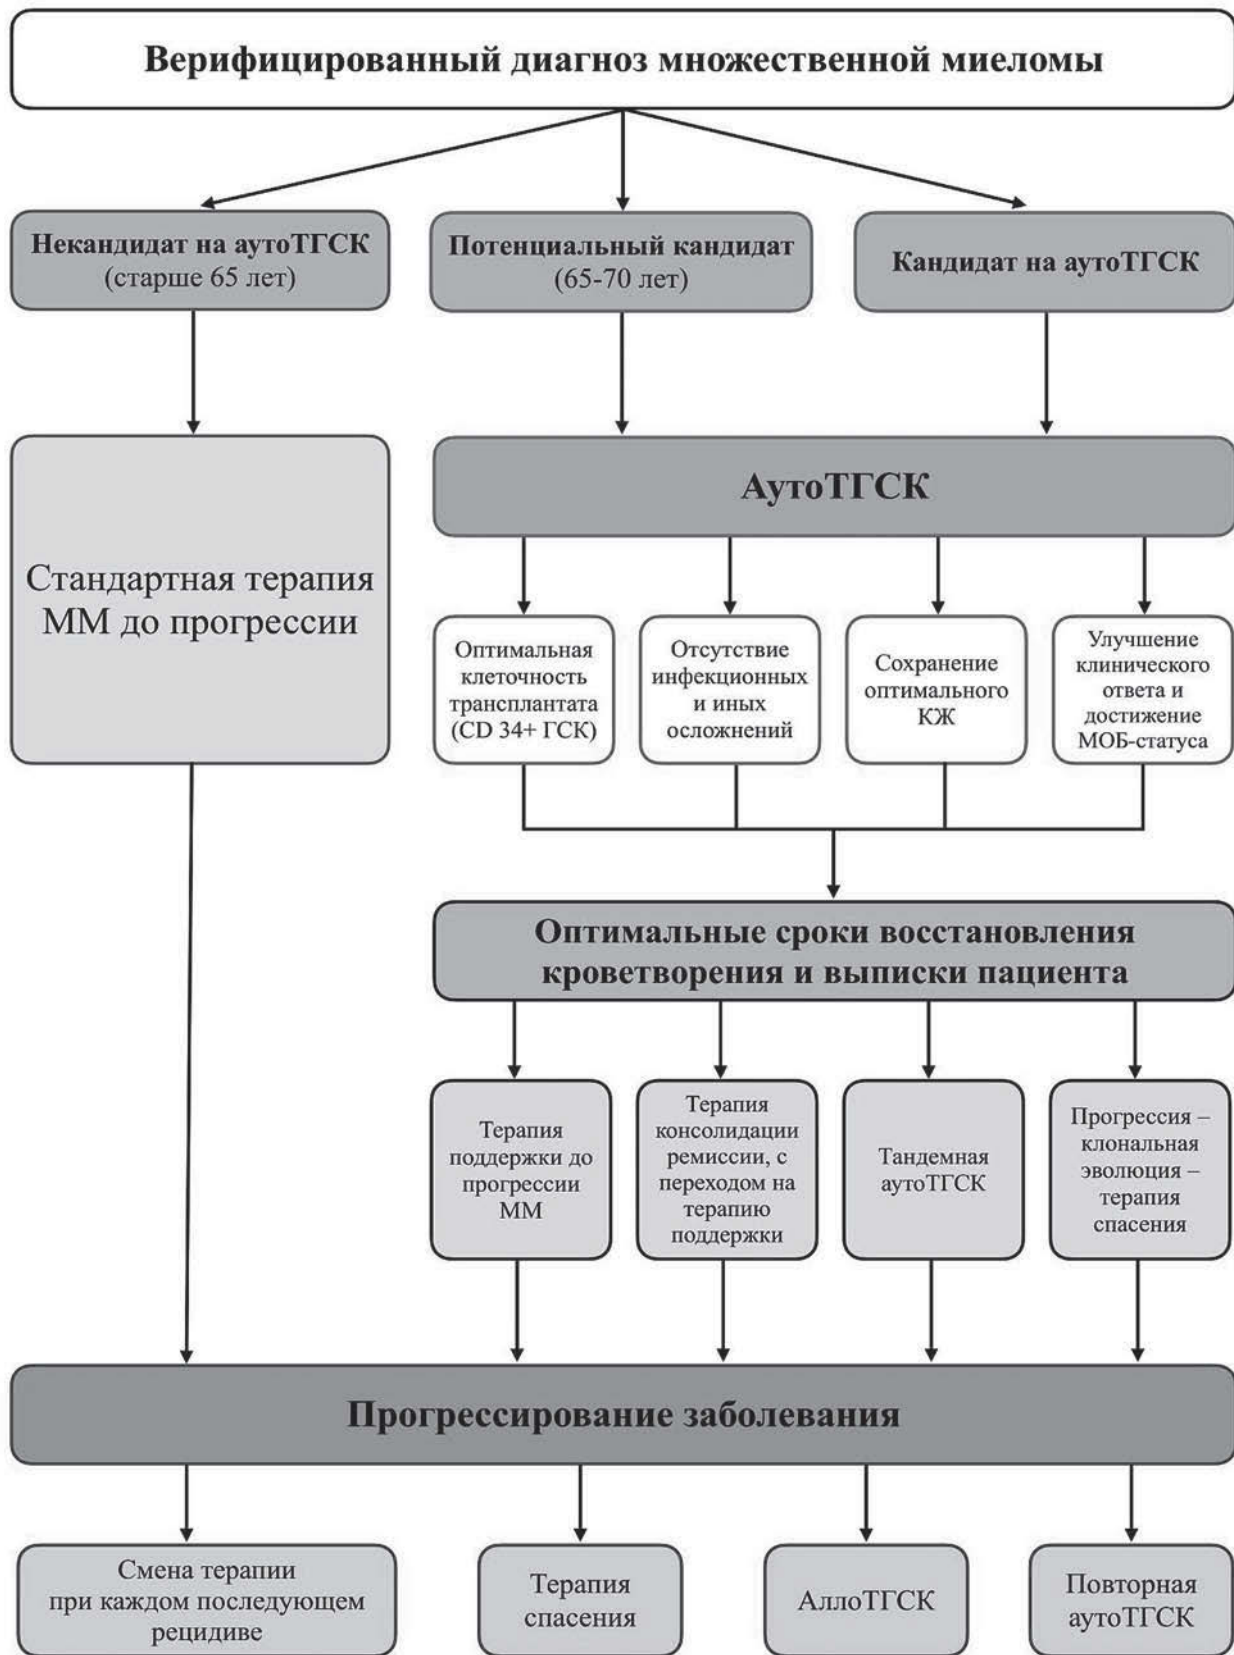 Верифицированный диагноз множественной миеломы
Некандидат на аутоТГСК
(старше 65 лет)
Потенциальный кандидат
(65-70 лет)
Кандидат на аутоТГСК
Стандартная терапия
ММ до прогрессии
АутоТГСК
Оптимальная
клеточность
трансплантата
(CD 34+ ГСК)
Отсутствие
инфекционных
и иных
осложнений
Сохранение
оптимального
КЖ
Улучшение
клинического
ответа и
достижение
МОБ-статуса
Оптимальные сроки восстановления
кроветворения и выписки пациента
Терапия
поддержки до
прогрессии
ММ
Терапия
консолидации
ремиссии, с
переходом на
терапию
поддержки
Тандемная
аутоТГСК
Прогрессия –
клональная
эволюция –
терапия
спасения
Прогрессирование заболевания
Смена терапии
при каждом последующем
рецидиве
Терапия
спасения
АллоТГСК
Повторная
аутоТГСК